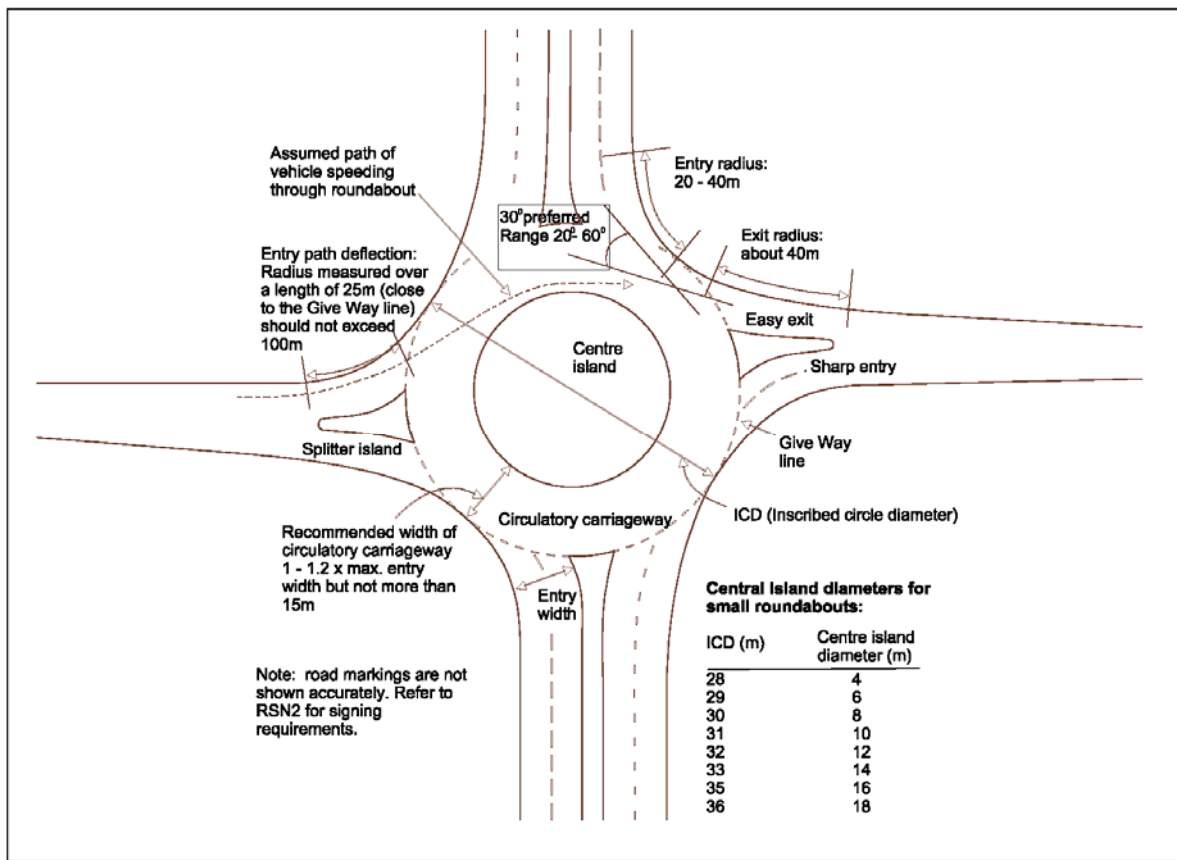 Assumed path of
vehicle speeding
through roundabout
Entry radius:
20 - 40m
30⁰preferred
Range 20⁰- 60⁰
Exit radius:
about 40m
Entry path deflection:
Radius measured over
a length of 25m (close
to the Give Way line)
should not exceed
100m
Easy exit
Centre
island
Sharp entry
Splitter island
Give Way
line
Circulatory carriageway
ICD (Inscribed circle diameter)
Recommended width of
circulatory carriageway
1 - 1.2 x max. entry
width but not more than
15m
Entry
width
Central Island diameters for
small roundabouts:
ICD (m) Centre island
diameter (m)
28 4
29 6
30 8
31 10
32 12
33 14
35 16
36 18
Note: road markings are not
shown accurately. Refer to
RSN2 for signing
requirements.